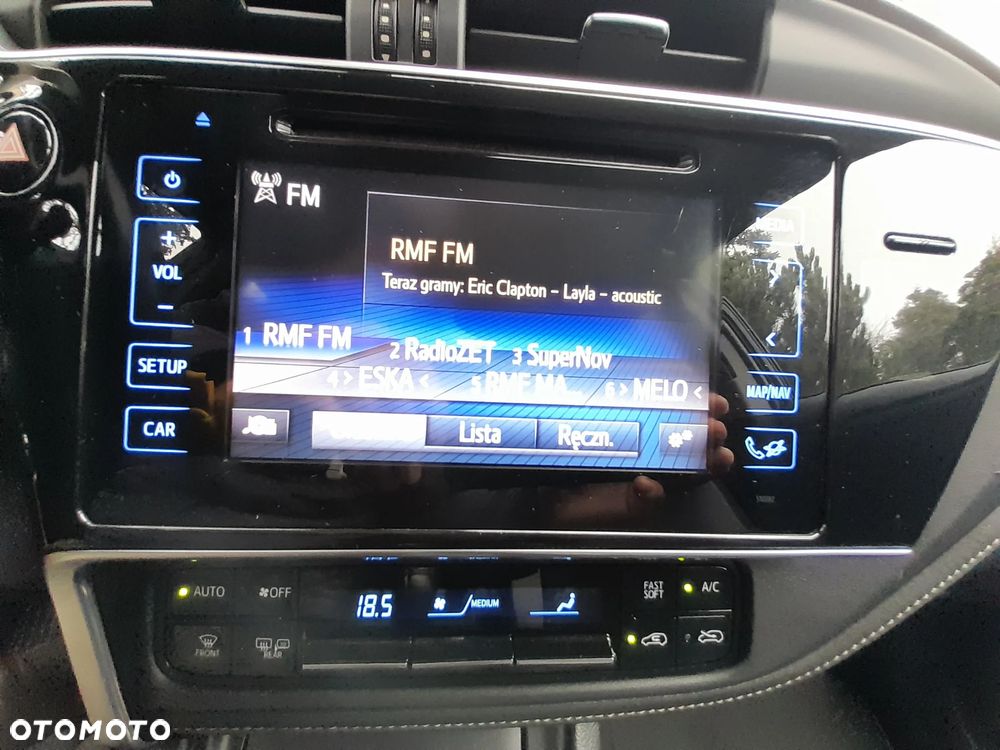 FM
RMF FM
Teraz gramy: Eric Clapton – Layla – acoustic
1 RMF FM
2 RadioZET 3 SuperNov
4 > ESKA < 5 RMF MA... 6 > MELO <
Lista Ręczn.
+
VOL
–
SETUP
CAR
MEDIA
>
<
MAP/NAV
AUTO OFF
18.5 MEDIUM
FAST
SOFT
A/C
FRONT
REAR
OTOMOTO